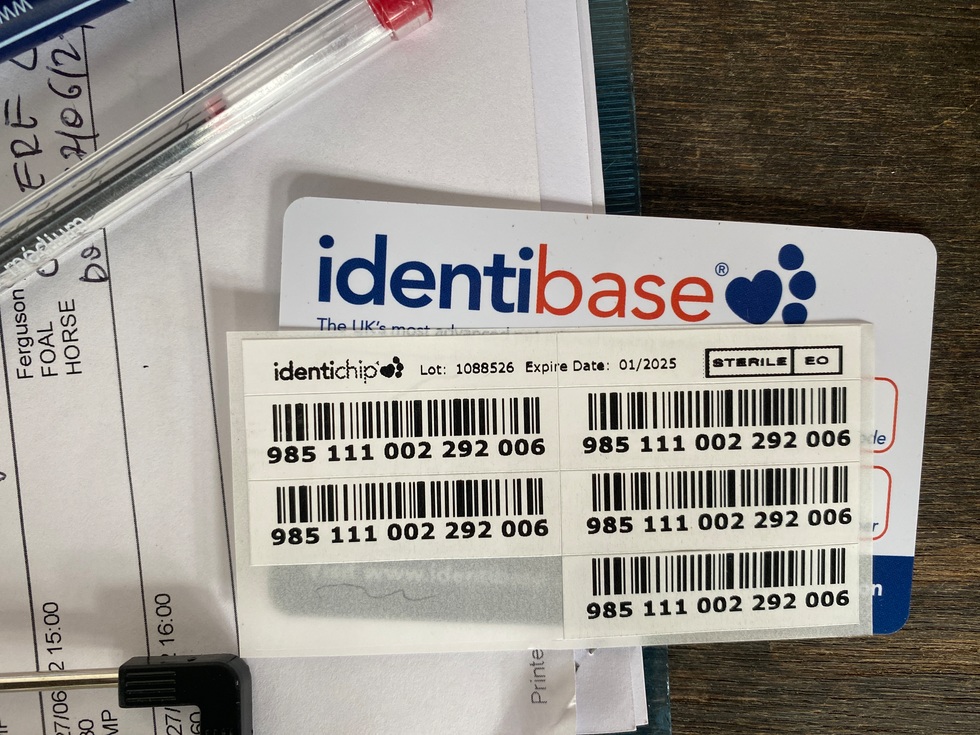 identibase®
The UK's most advanced
identichip® Lot: 1088526 Expire Date: 01/2025 STERILE EO
985 111 002 292 006
985 111 002 292 006
985 111 002 292 006
985 111 002 292 006
985 111 002 292 006
medium
Ferguson
FOAL
HORSE
15:00
16:00
27/06
Printe